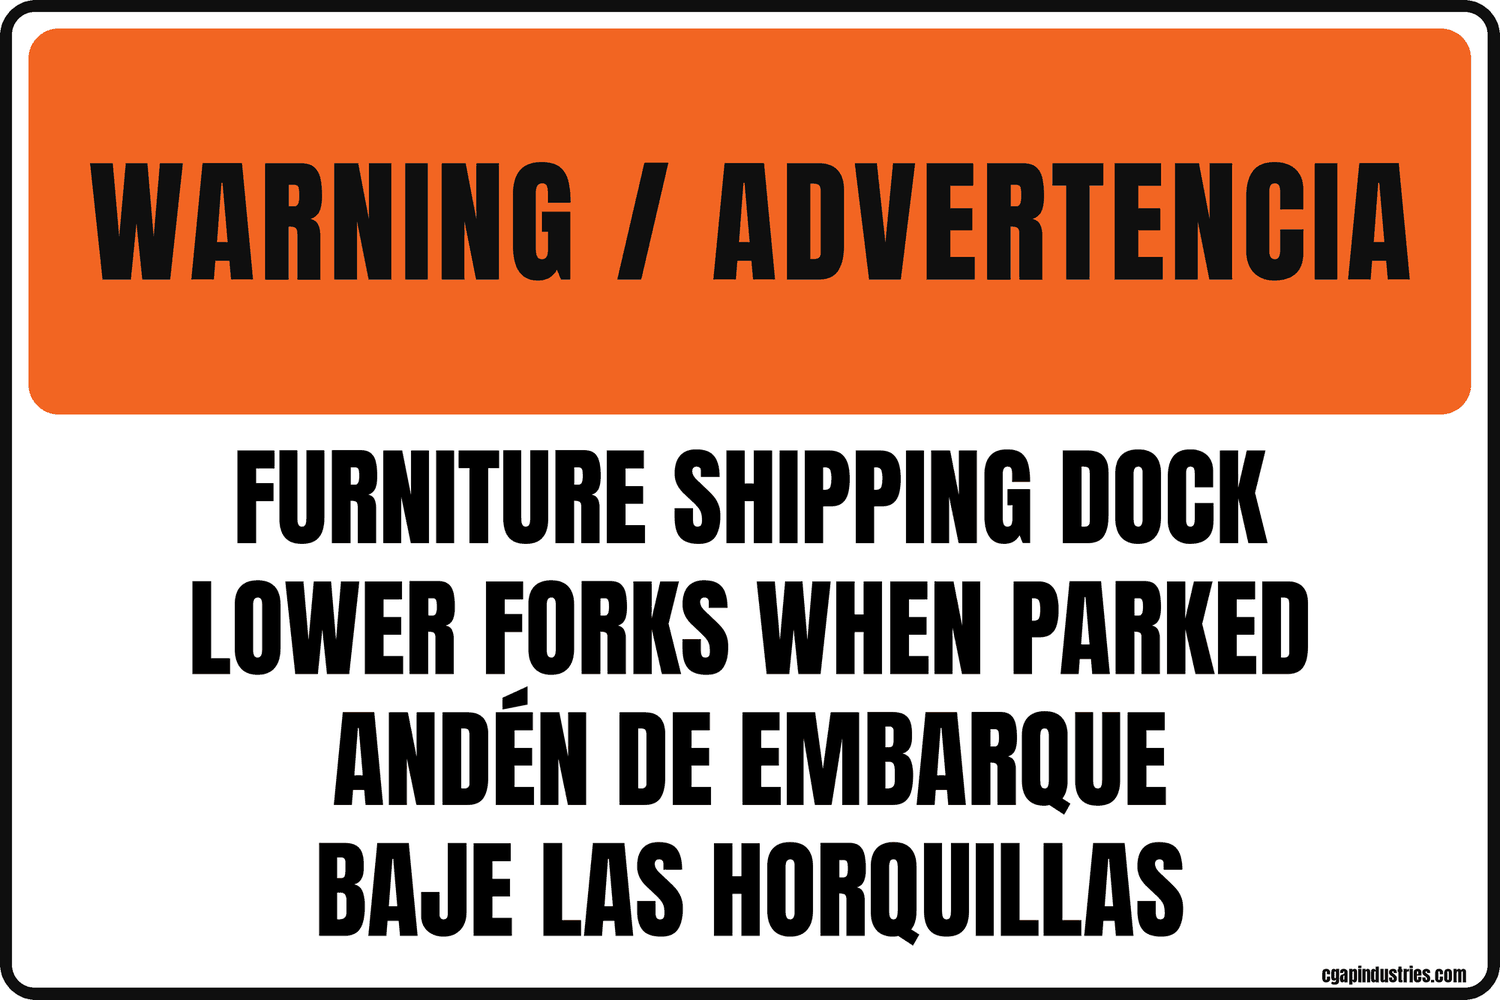 WARNING / ADVERTENCIA
FURNITURE SHIPPING DOCK
LOWER FORKS WHEN PARKED
ANDÉN DE EMBARQUE
BAJE LAS HORQUILLAS
cgapindustries.com